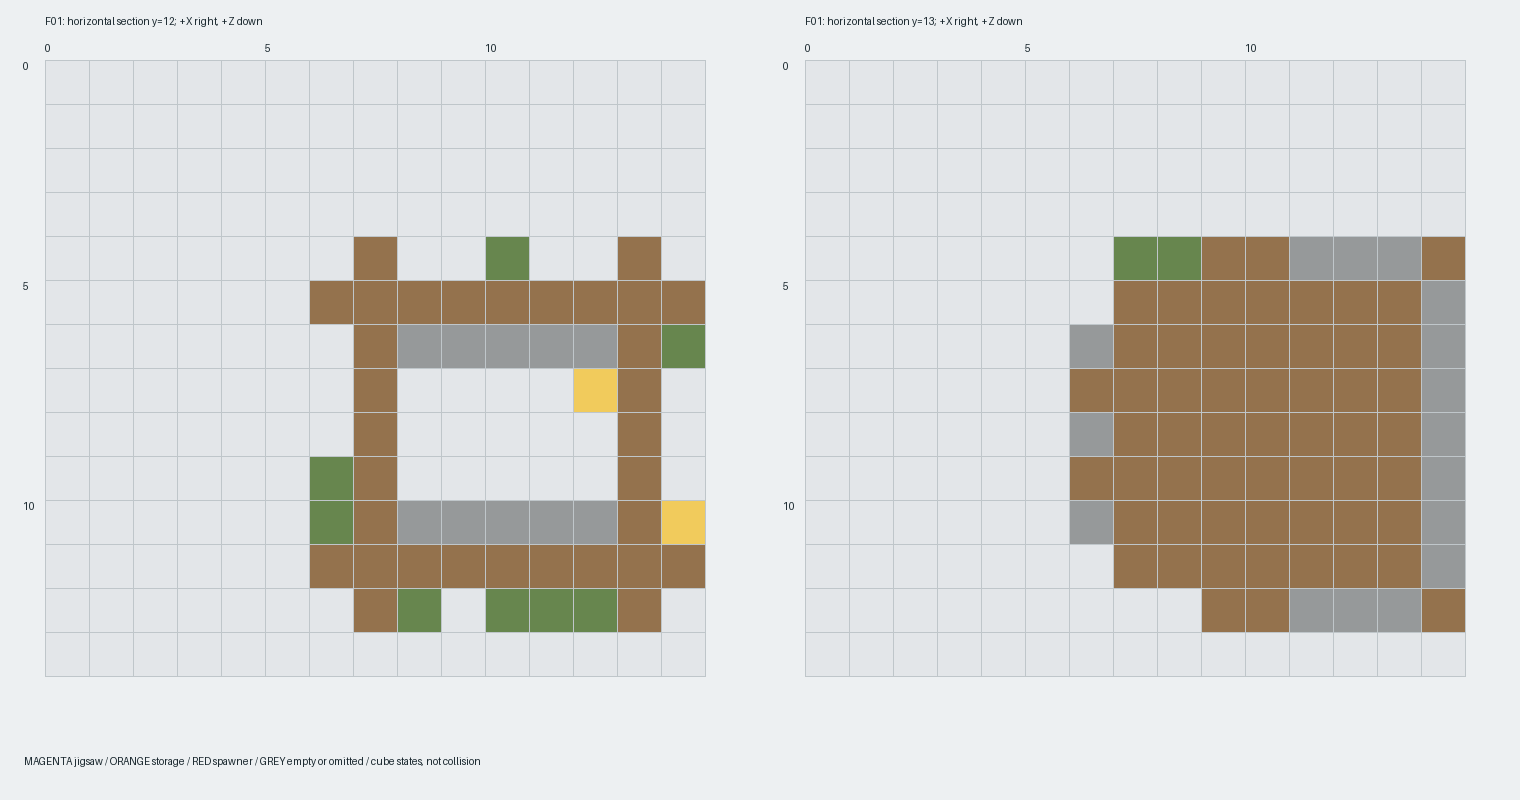 F01: horizontal section y=12; +X right, +Z down
0 5 10
0
5
10
F01: horizontal section y=13; +X right, +Z down
0 5 10
0
5
10
MAGENTA jigsaw / ORANGE storage / RED spawner / GREY empty or omitted / cube states, not collision